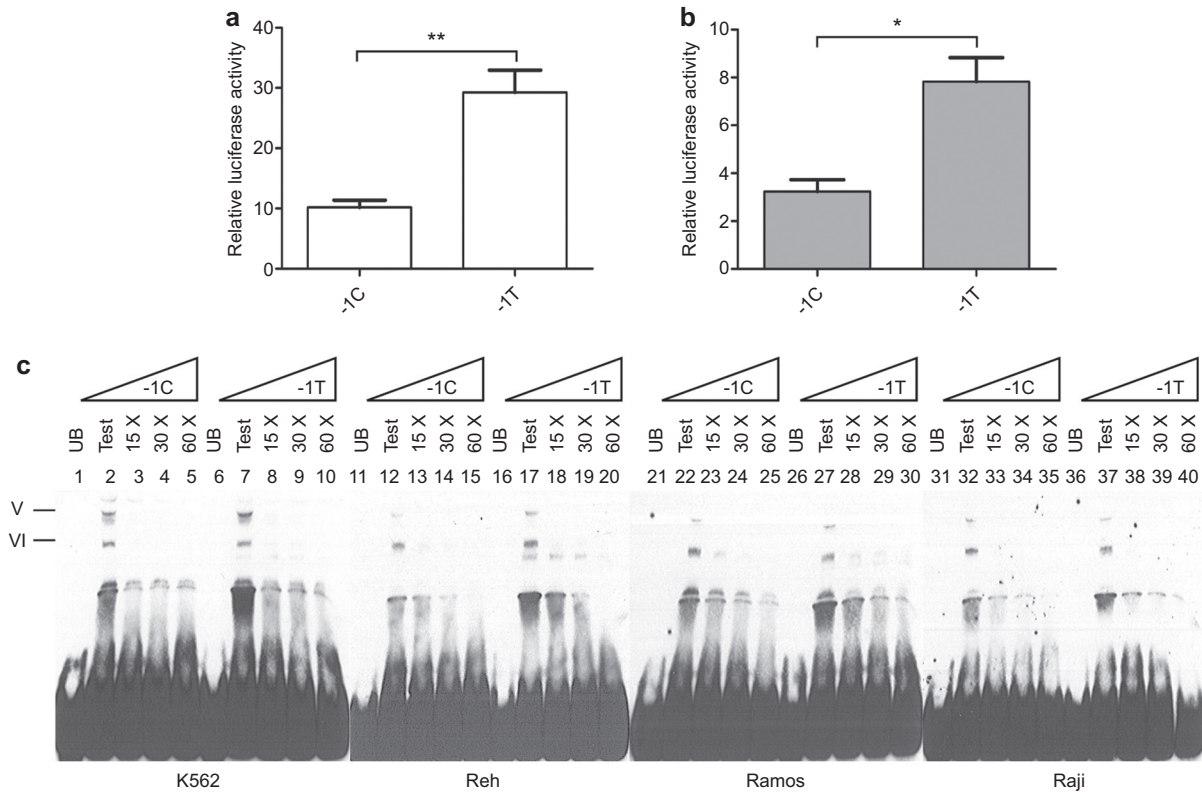 a
Relative luciferase activity
40
30
20
10
0
**
-1C
-1T
b
Relative luciferase activity
10
8
6
4
2
0
*
-1C
-1T
c
-1C -1T -1C -1T -1C -1T -1C -1T
UB Test 15 X 30 X 60 X UB Test 15 X 30 X 60 X UB Test 15 X 30 X 60 X UB Test 15 X 30 X 60 X UB Test 15 X 30 X 60 X UB Test 15 X 30 X 60 X UB Test 15 X 30 X 60 X UB Test 15 X 30 X 60 X
1 2 3 4 5 6 7 8 9 10 11 12 13 14 15 16 17 18 19 20 21 22 23 24 25 26 27 28 29 30 31 32 33 34 35 36 37 38 39 40
V
VI
K562 Reh Ramos Raji